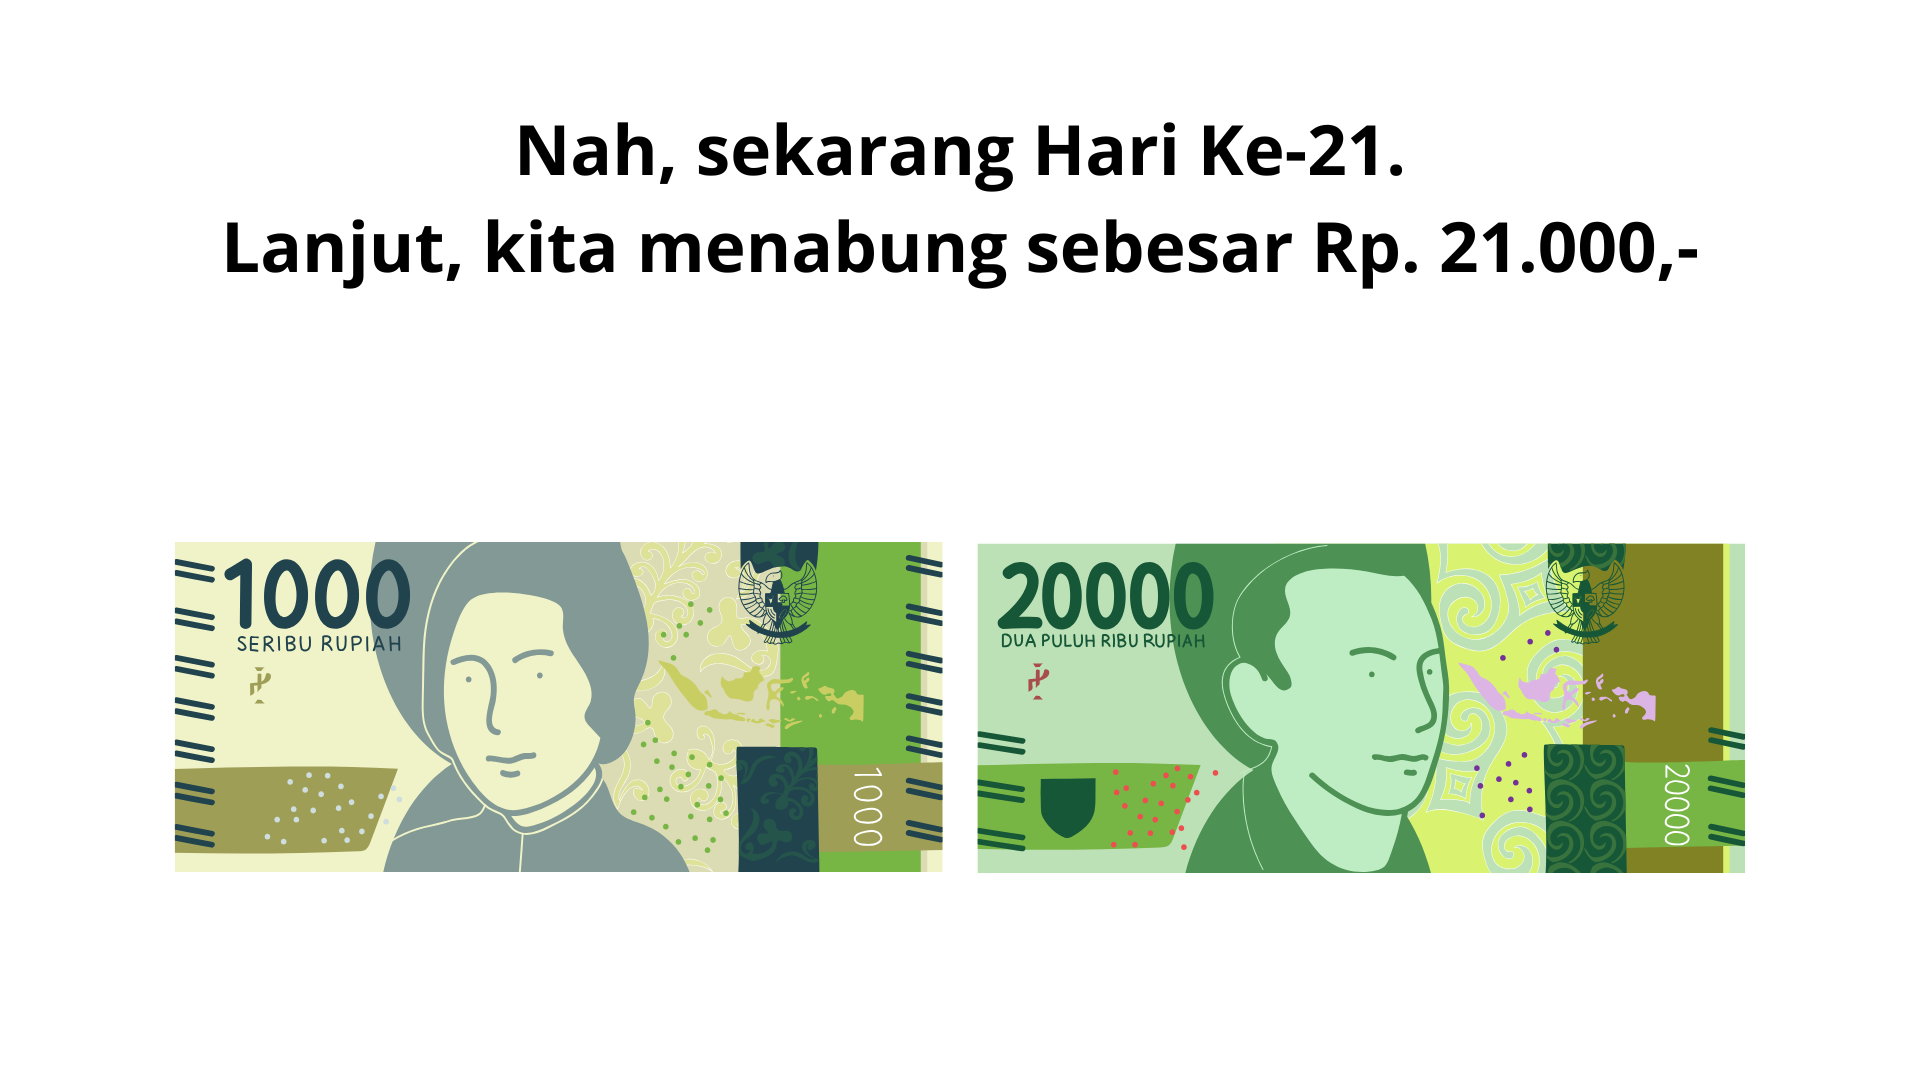 Nah, sekarang Hari Ke-21.
Lanjut, kita menabung sebesar Rp. 21.000,-
1000
SERIBU RUPIAH
1000
20000
DUA PULUH RIBU RUPIAH
20000